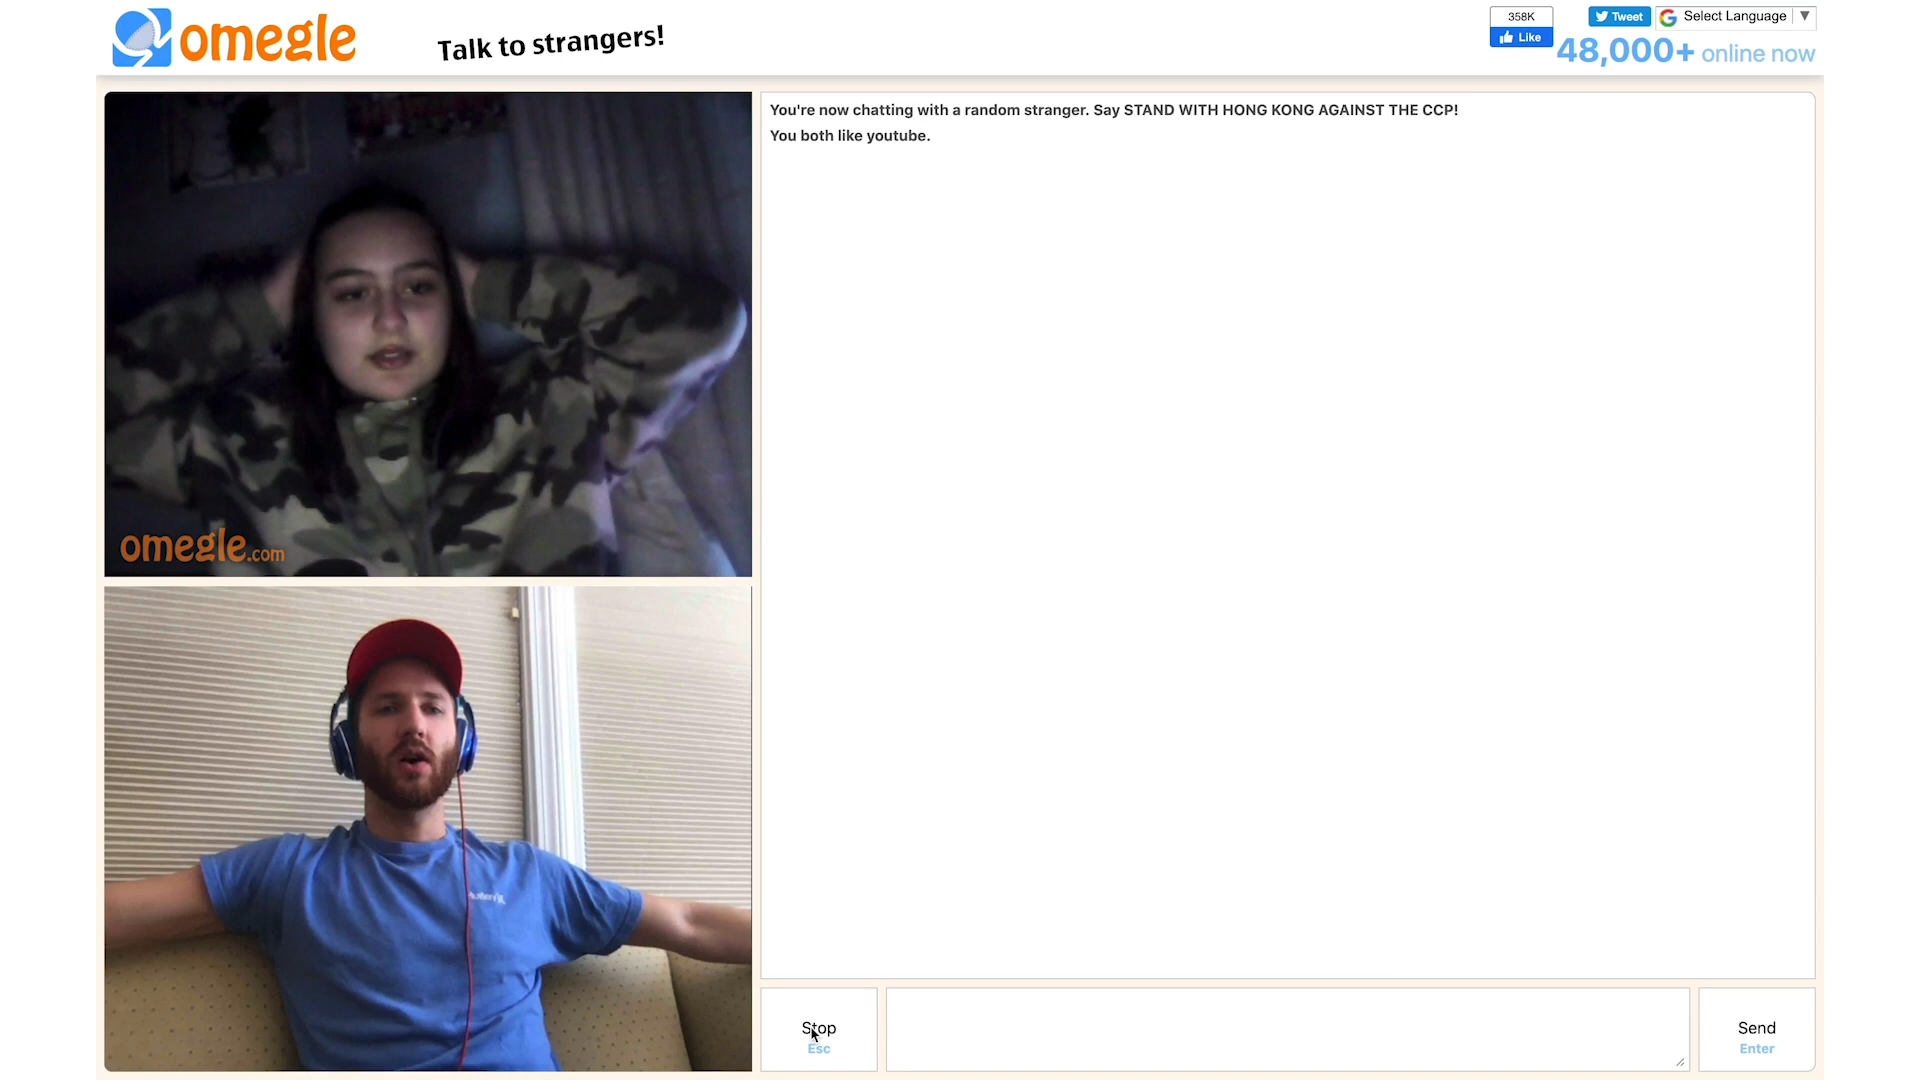 omegle
Talk to strangers!
358K
Like
Tweet
Select Language
48,000+ online now
You're now chatting with a random stranger. Say STAND WITH HONG KONG AGAINST THE CCP!
You both like youtube.
omegle.com
Stop
Esc
Send
Enter